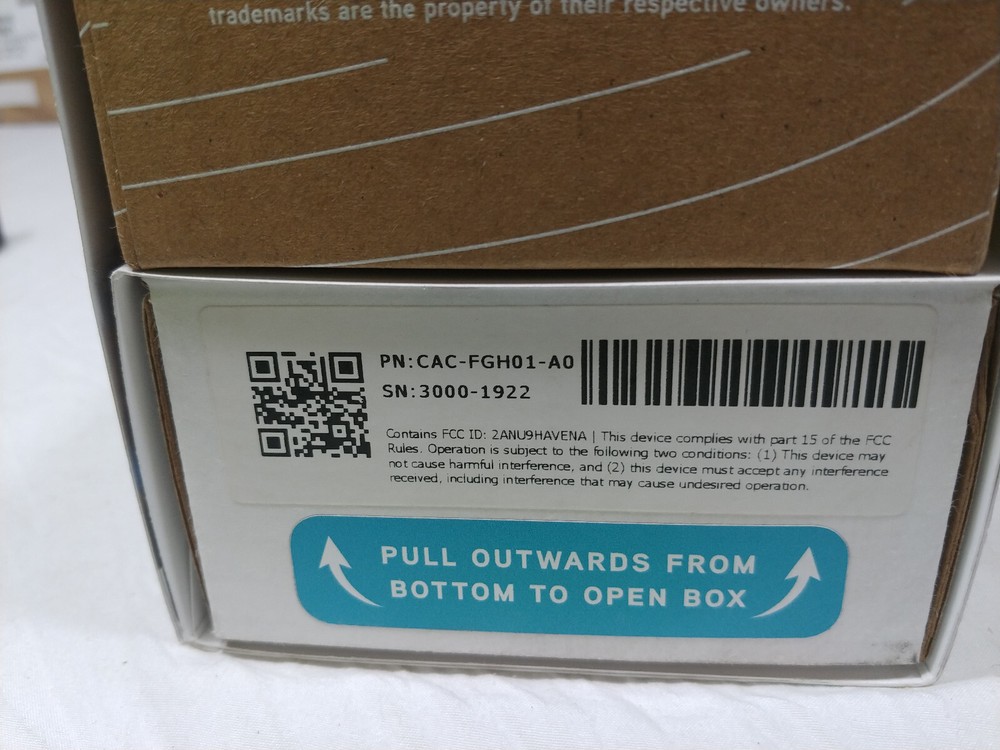 trademarks are the property of their respective owners.
PN:CAC-FGH01-A0
SN:3000-1922
Contains FCC ID: 2ANU9HAVENA | This device complies with part 15 of the FCC
Rules. Operation is subject to the following two conditions: (1) This device may
not cause harmful interference, and (2) this device must accept any interference
received, including interference that may cause undesired operation.
PULL OUTWARDS FROM
BOTTOM TO OPEN BOX